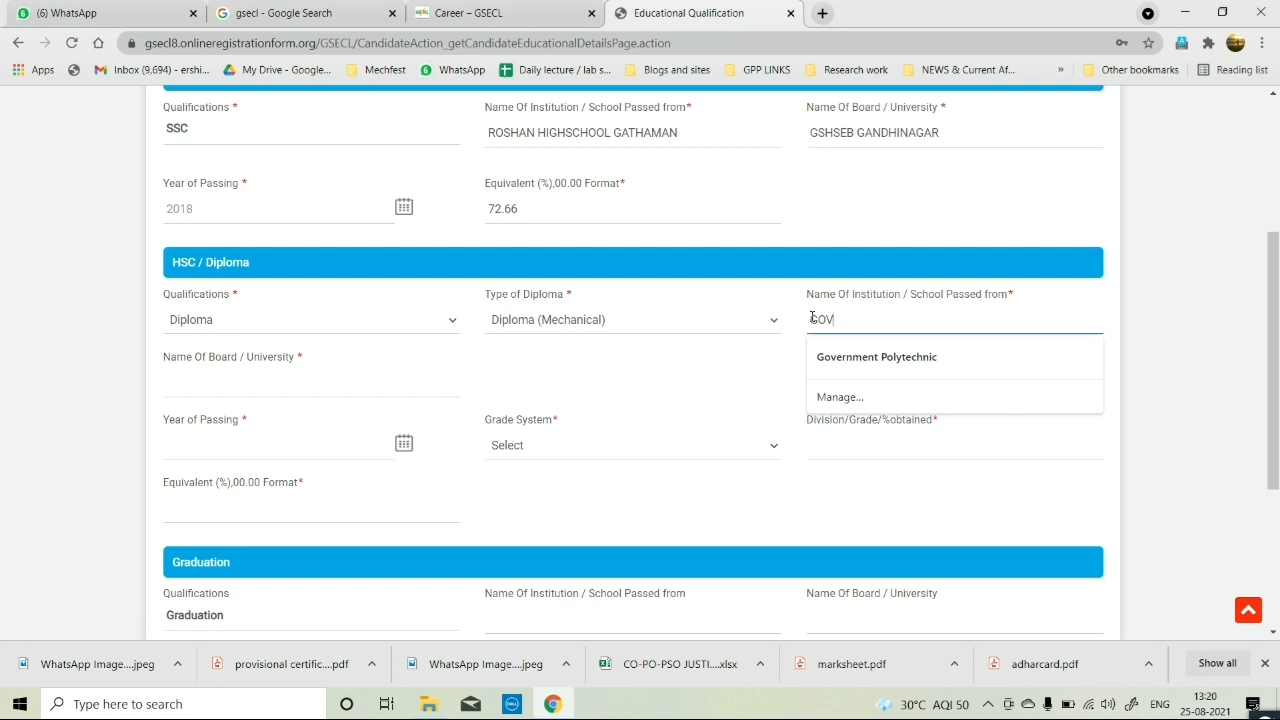 (6) WhatsApp
gsecl - Google Search
Career – GSECL
Educational Qualification
gsecl8.onlineregistrationform.org/GSECL/CandidateAction_getCandidateEducationalDetailsPage.action
Apps
Inbox (9,694) - ershi...
My Drive - Google...
Mechfest
WhatsApp
Daily lecture / lab s...
Blogs and sites
GPP LINKS
Research work
NEWS & Current Af...
»
Other bookmarks
Reading list
Qualifications *
Name Of Institution / School Passed from*
Name Of Board / University *
SSC
ROSHAN HIGHSCHOOL GATHAMAN
GSHSEB GANDHINAGAR
Year of Passing *
Equivalent (%),00.00 Format*
2018
72.66
HSC / Diploma
Qualifications *
Type of Diploma *
Name Of Institution / School Passed from*
Diploma
Diploma (Mechanical)
GOV
Name Of Board / University *
Government Polytechnic
Manage...
Year of Passing *
Grade System*
Division/Grade/%obtained*
Select
Equivalent (%),00.00 Format*
Graduation
Qualifications
Name Of Institution / School Passed from
Name Of Board / University
Graduation
WhatsApp Image....jpeg
provisional certific....pdf
WhatsApp Image....jpeg
CO-PO-PSO JUSTI....xlsx
marksheet.pdf
adharcard.pdf
Show all
Type here to search
DELL
30°C AQI 50
ENG
13:20
25-08-2021